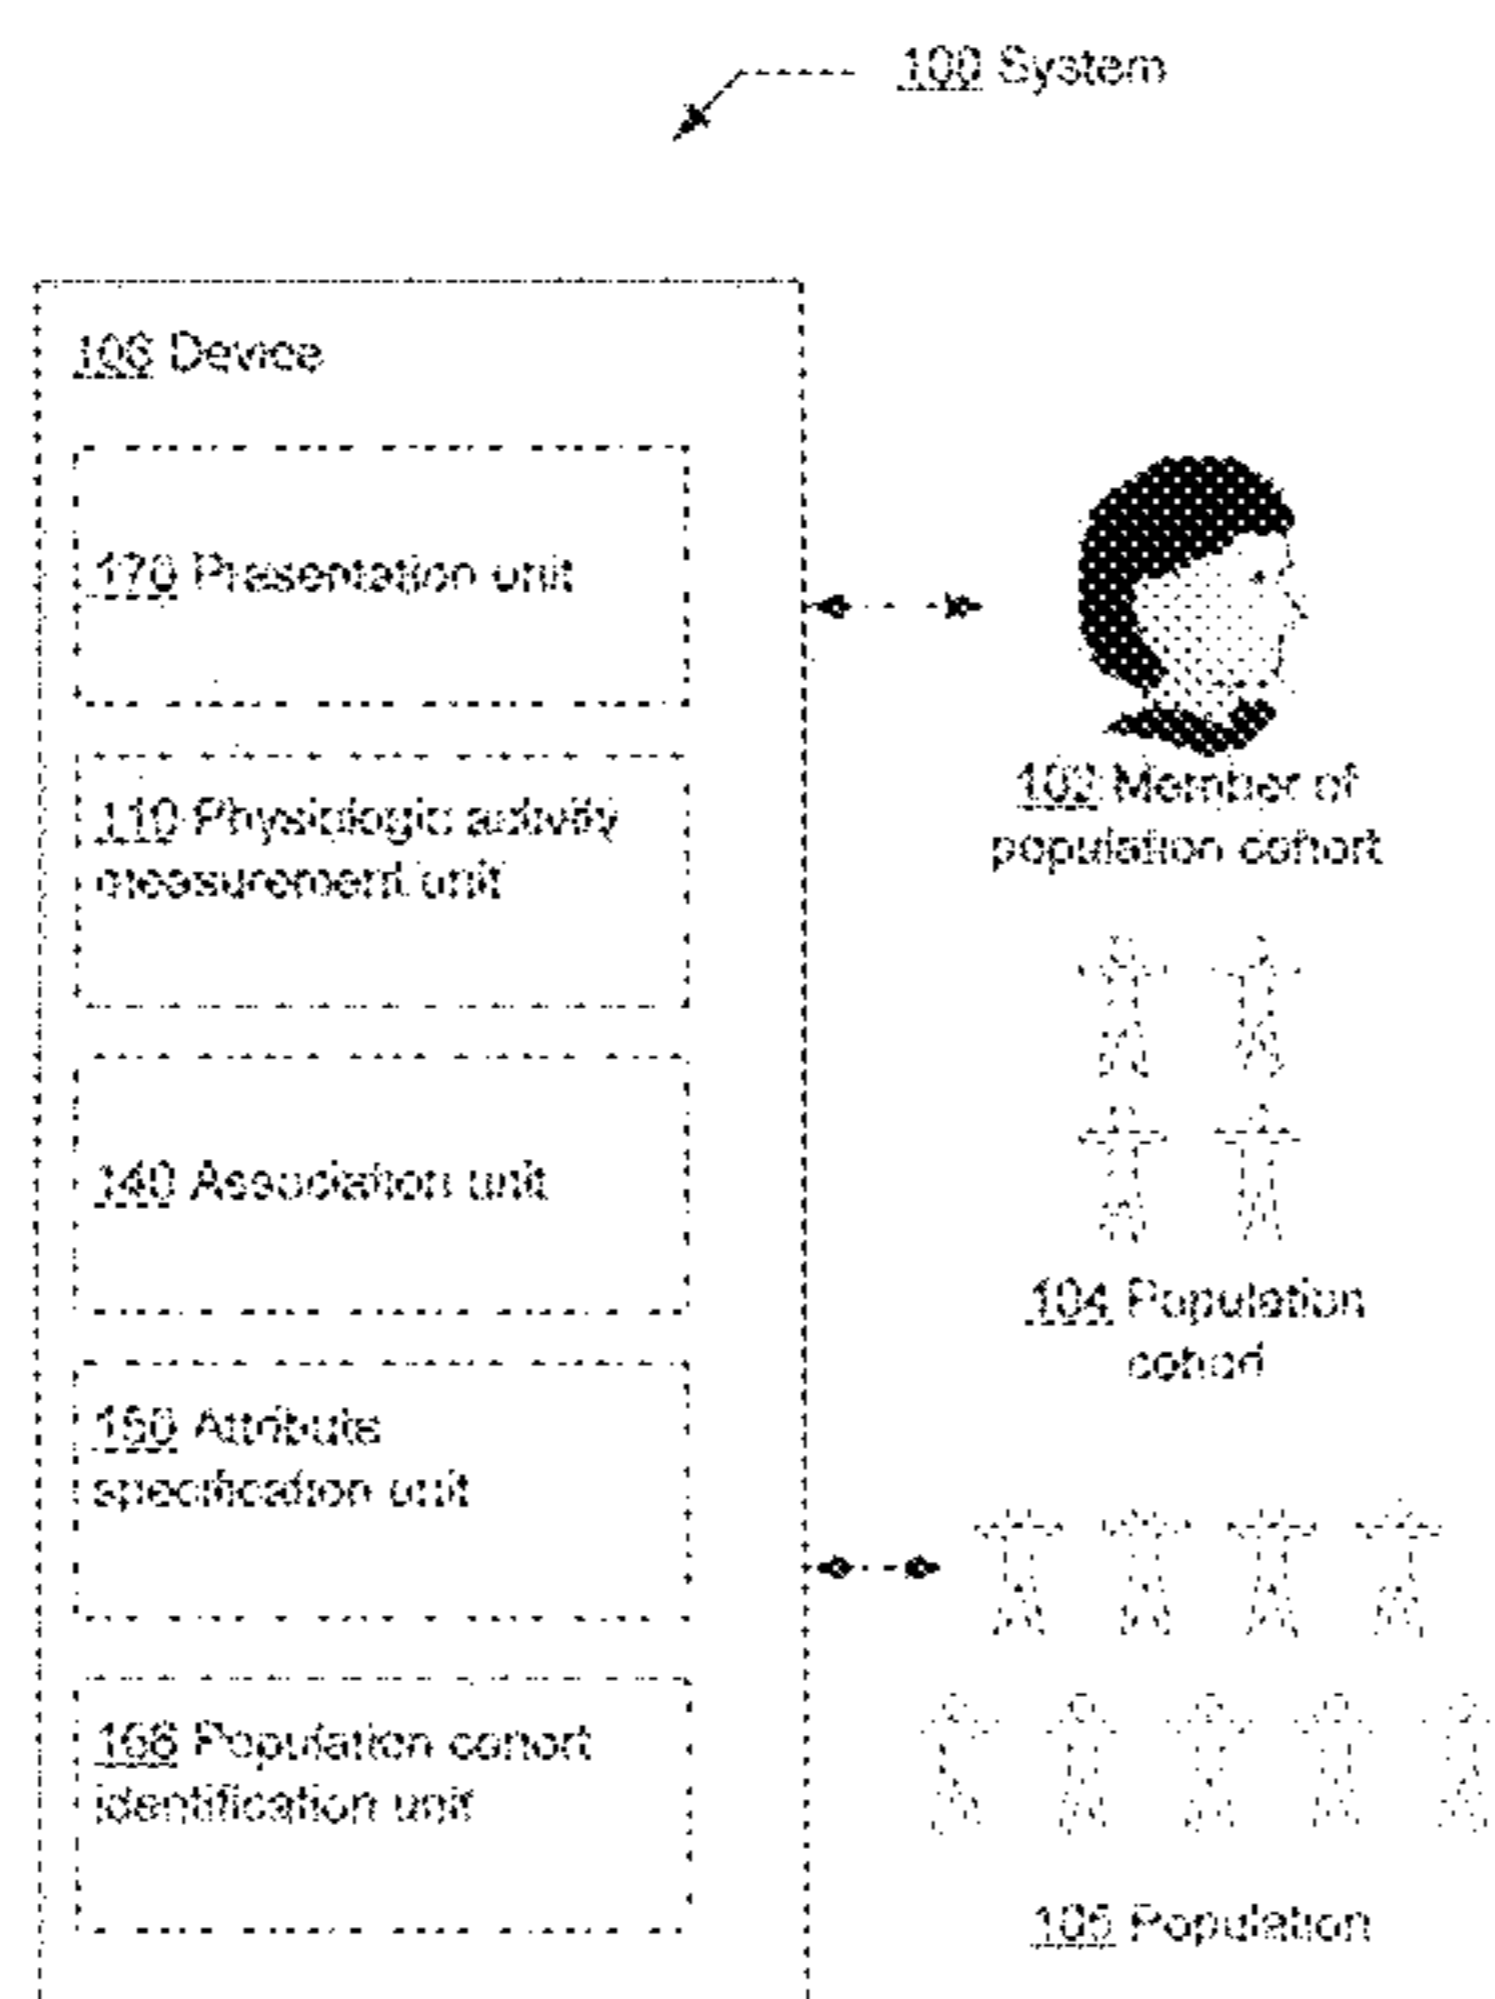 100 System
106 Device
170 Presentation unit
110 Physiologic activity
measurement unit
140 Association unit
150 Attribute
specification unit
166 Population cohort
identification unit
102 Member of
population cohort
104 Population
cohort
105 Population